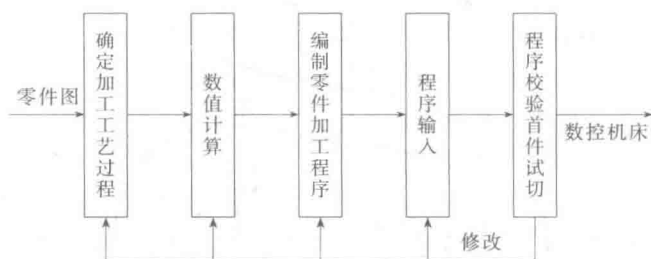 零件图
确定加工工艺过程
数值计算
编制零件加工程序
程序输入
程序校验首件试切
数控机床
修改